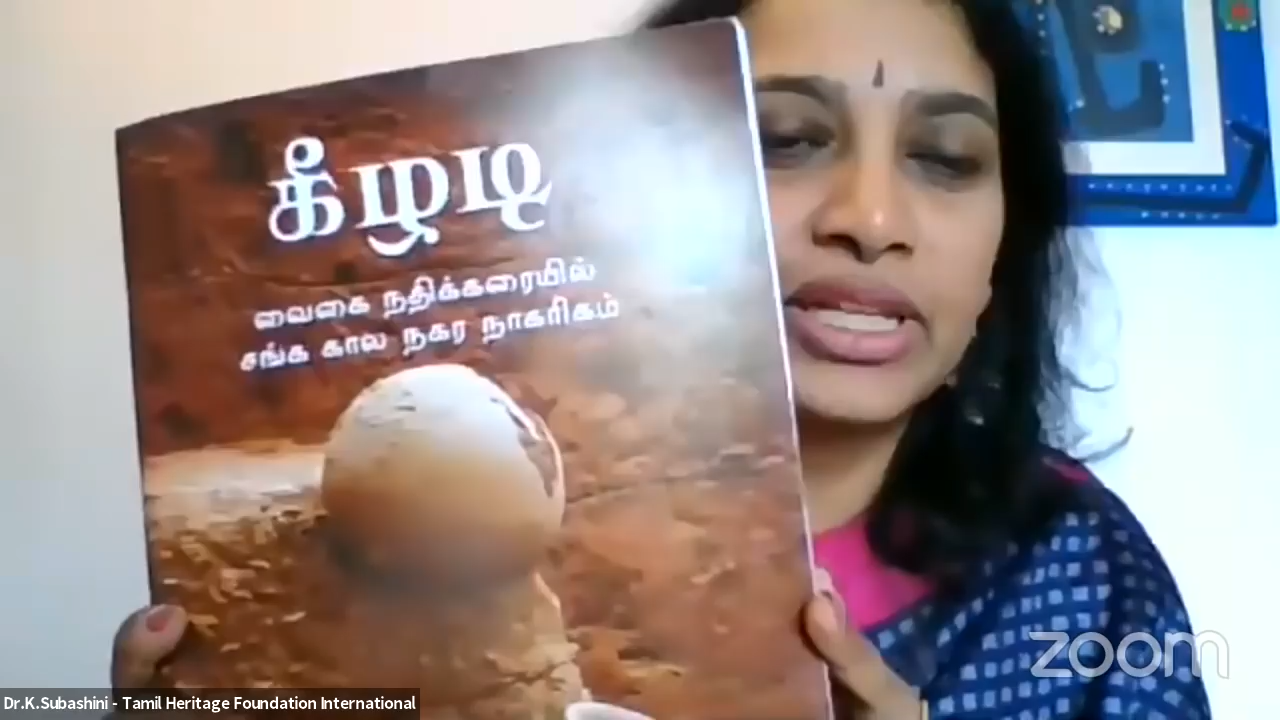 கீழடி
வைகை நதிக்கரையில்
சங்க கால நகர நாகரிகம்
zoom
Dr.K.Subashini - Tamil Heritage Foundation International